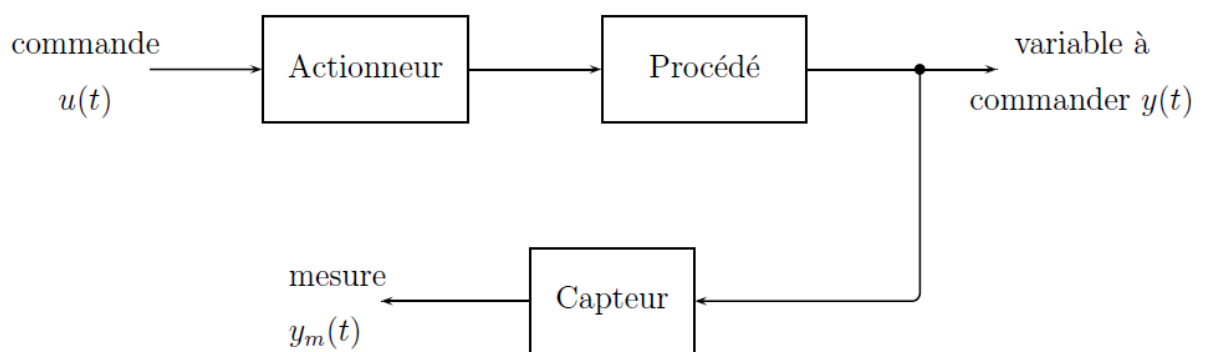 commande
u(t)
Actionneur
Procédé
variable à
commander y(t)
mesure
y_m(t)
Capteur